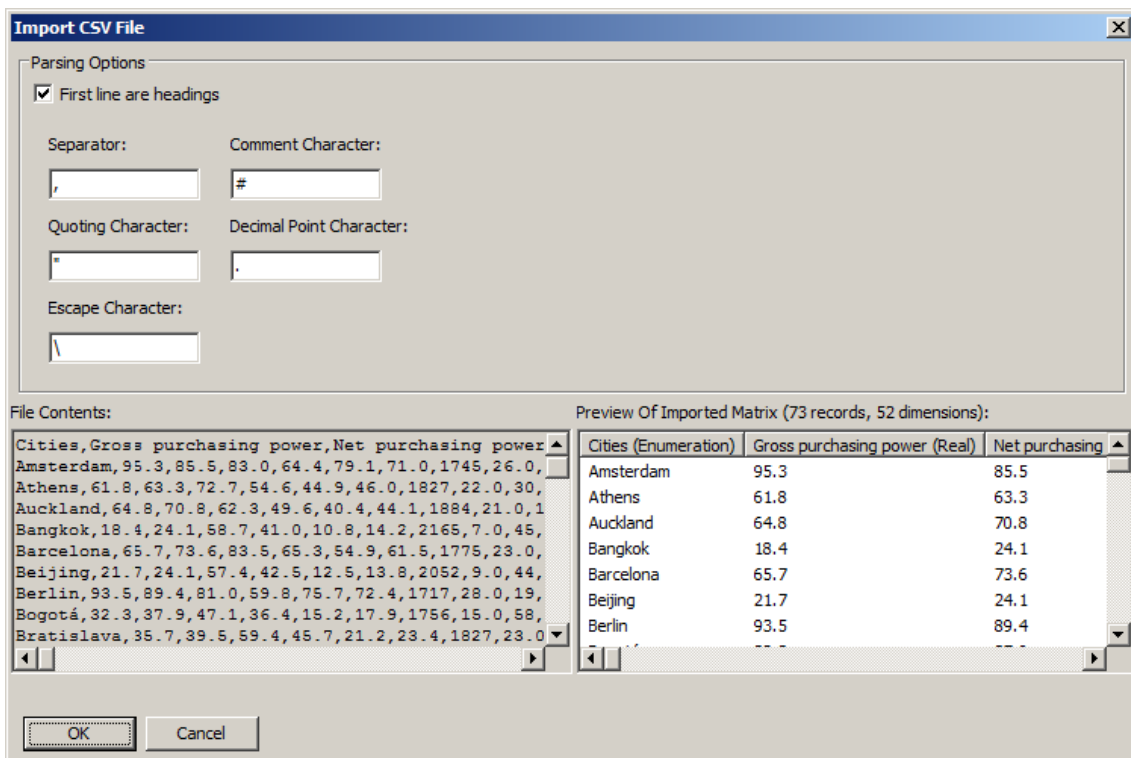 Import CSV File
Parsing Options
First line are headings
Separator: Comment Character:
, #
Quoting Character: Decimal Point Character:
" .
Escape Character:
\
File Contents:
Cities,Gross purchasing power,Net purchasing power
Amsterdam,95.3,85.5,83.0,64.4,79.1,71.0,1745,26.0,
Athens,61.8,63.3,72.7,54.6,44.9,46.0,1827,22.0,30,
Auckland,64.8,70.8,62.3,49.6,40.4,44.1,1884,21.0,1
Bangkok,18.4,24.1,58.7,41.0,10.8,14.2,2165,7.0,45,
Barcelona,65.7,73.6,83.5,65.3,54.9,61.5,1775,23.0,
Beijing,21.7,24.1,57.4,42.5,12.5,13.8,2052,9.0,44,
Berlin,93.5,89.4,81.0,59.8,75.7,72.4,1717,28.0,19,
Bogotá,32.3,37.9,47.1,36.4,15.2,17.9,1756,15.0,58,
Bratislava,35.7,39.5,59.4,45.7,21.2,23.4,1827,23.0
Preview Of Imported Matrix (73 records, 52 dimensions):
Cities (Enumeration) Gross purchasing power (Real) Net purchasing
Amsterdam 95.3 85.5
Athens 61.8 63.3
Auckland 64.8 70.8
Bangkok 18.4 24.1
Barcelona 65.7 73.6
Beijing 21.7 24.1
Berlin 93.5 89.4
OK Cancel